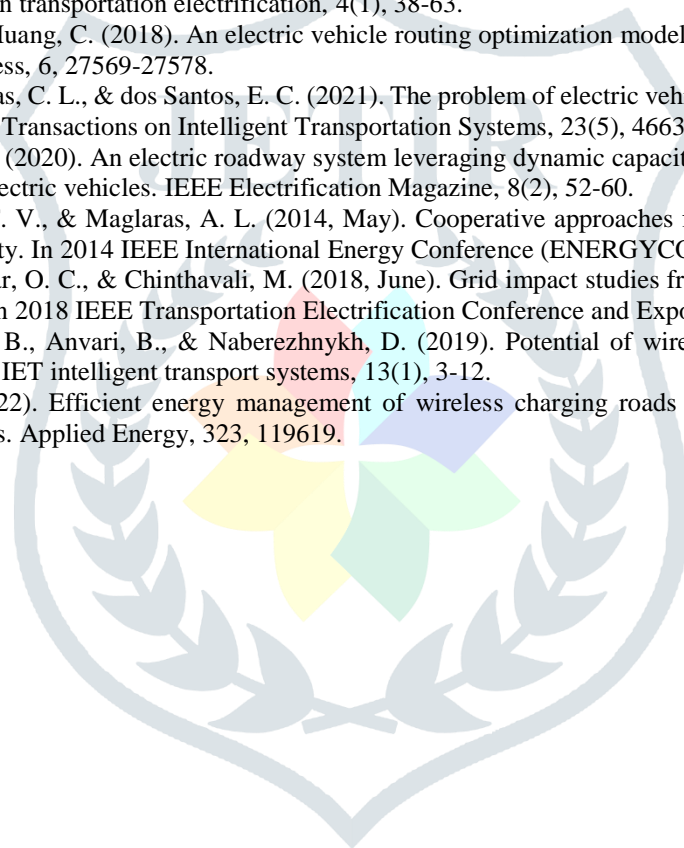 n transportation electrification, 4(1), 38-63.
Huang, C. (2018). An electric vehicle routing optimization model
ess, 6, 27569-27578.
as, C. L., & dos Santos, E. C. (2021). The problem of electric vehi
Transactions on Intelligent Transportation Systems, 23(5), 4663
(2020). An electric roadway system leveraging dynamic capacit
ectric vehicles. IEEE Electrification Magazine, 8(2), 52-60.
. V., & Maglaras, A. L. (2014, May). Cooperative approaches
ty. In 2014 IEEE International Energy Conference (ENERGYCO
ar, O. C., & Chinthavali, M. (2018, June). Grid impact studies fr
n 2018 IEEE Transportation Electrification Conference and Expo
B., Anvari, B., & Naberezhnykh, D. (2019). Potential of wire
IET intelligent transport systems, 13(1), 3-12.
22). Efficient energy management of wireless charging roads
s. Applied Energy, 323, 119619.
JETIR